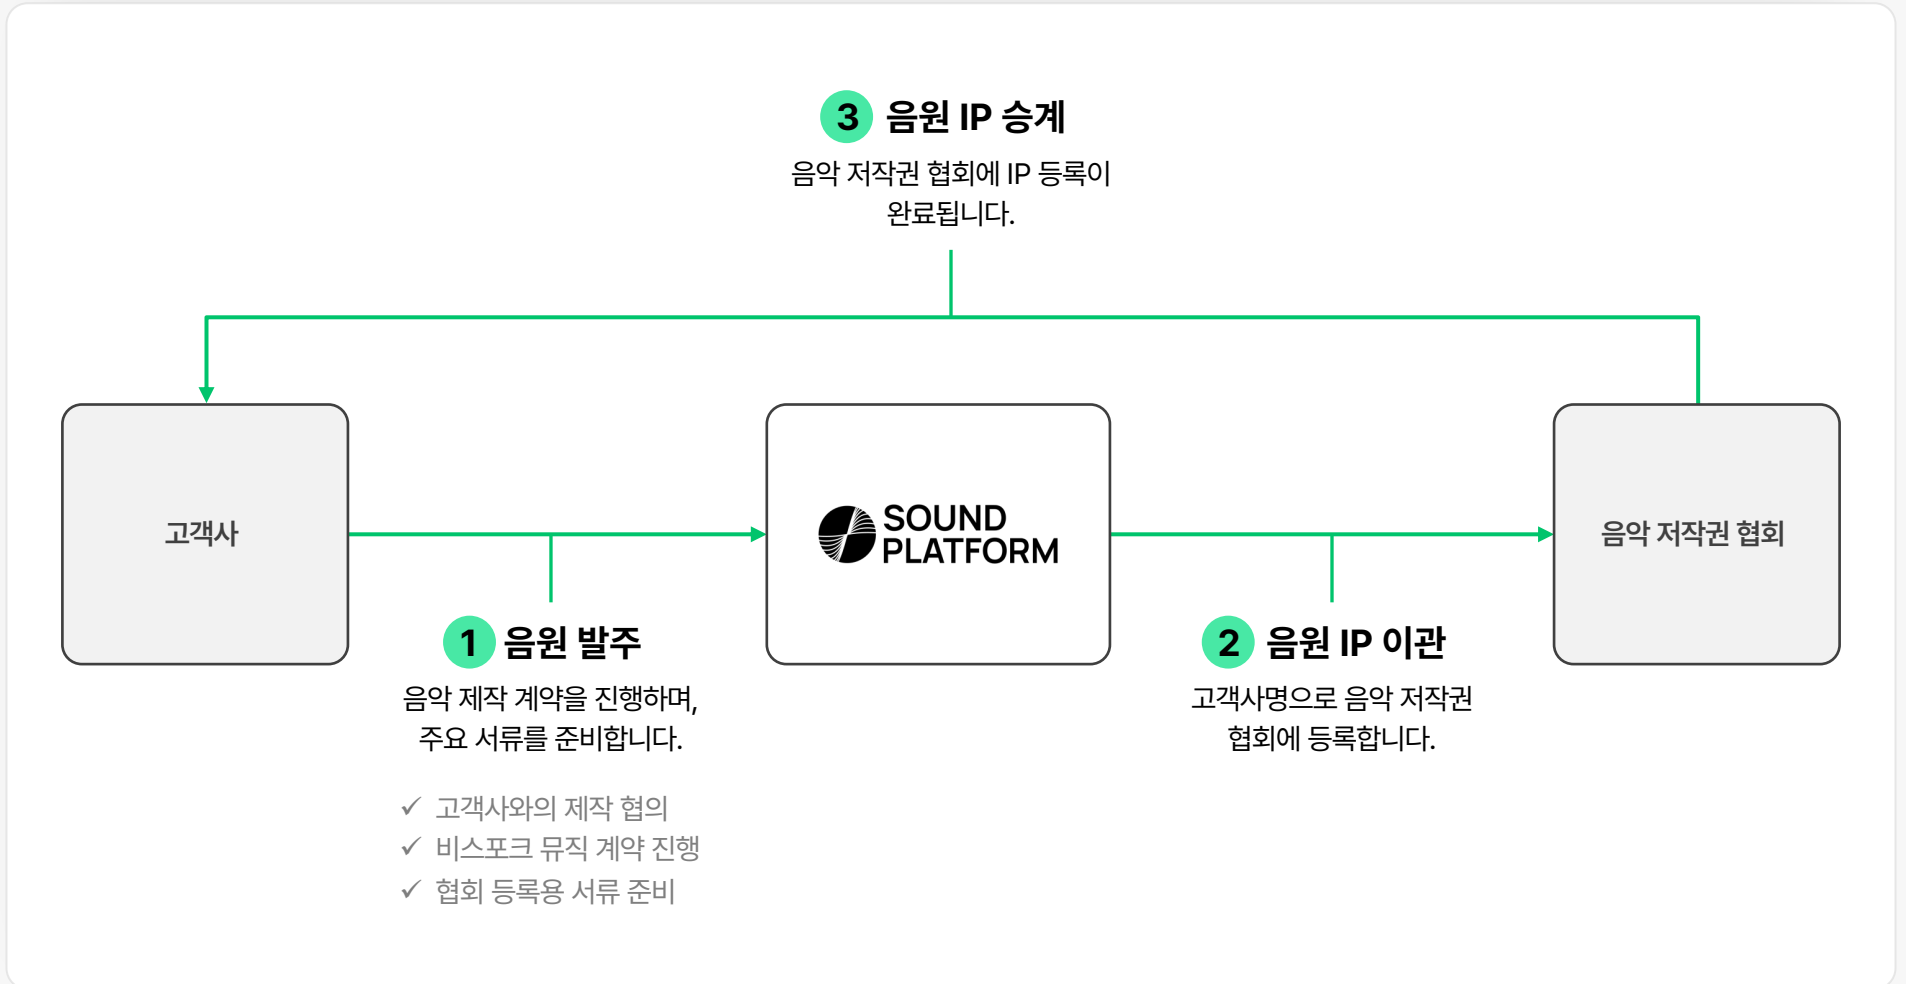 3 음원 IP 승계
음악 저작권 협회에 IP 등록이
완료됩니다.
고객사
SOUND
PLATFORM
음악 저작권 협회
1 음원 발주
음악 제작 계약을 진행하며,
주요 서류를 준비합니다.
✓ 고객사와의 제작 협의
✓ 비스포크 뮤직 계약 진행
✓ 협회 등록용 서류 준비
2 음원 IP 이관
고객사명으로 음악 저작권
협회에 등록합니다.